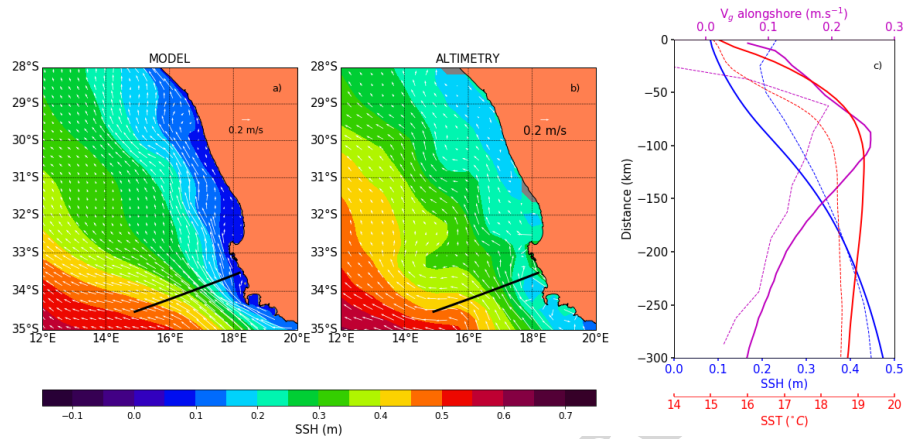 V_g alongshore (m.s⁻¹)
0.0 0.1 0.2 0.3
MODEL
ALTIMETRY
28°S
29°S
30°S
31°S
32°S
33°S
34°S
35°S
12°E 14°E 16°E 18°E 20°E
a)
0.2 m/s
28°S
29°S
30°S
31°S
32°S
33°S
34°S
35°S
12°E 14°E 16°E 18°E 20°E
b)
0.2 m/s
c)
Distance (km)
0
−50
−100
−150
−200
−250
−300
0.0 0.1 0.2 0.3 0.4 0.5
SSH (m)
14 15 16 17 18 19 20
SST (°C)
−0.1 0.0 0.1 0.2 0.3 0.4 0.5 0.6 0.7
SSH (m)